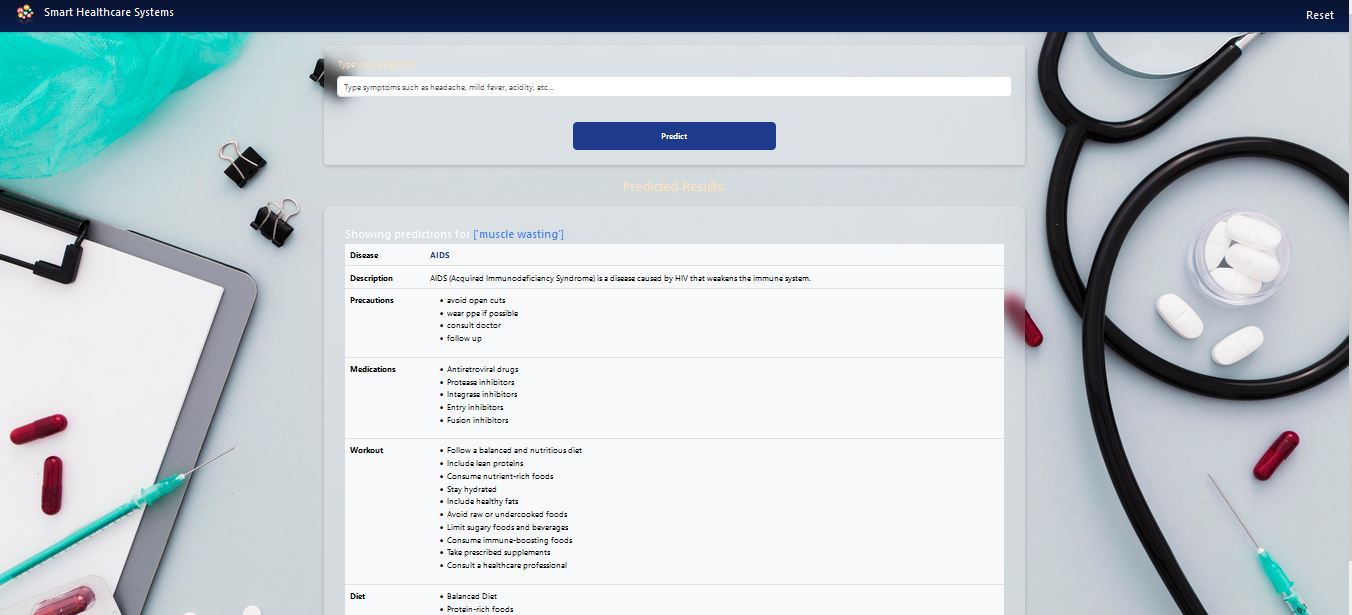 Smart Healthcare Systems
Reset
Type your symptoms:
Type symptoms such as headache, mild fever, acidity, etc...
Predict
Predicted Results:
Showing predictions for ['muscle wasting']
Disease AIDS
Description AIDS (Acquired Immunodeficiency Syndrome) is a disease caused by HIV that weakens the immune system.
Precautions • avoid open cuts
• wear ppe if possible
• consult doctor
• follow up
Medications • Antiretroviral drugs
• Protease inhibitors
• Integrase inhibitors
• Entry inhibitors
• Fusion inhibitors
Workout • Follow a balanced and nutritious diet
• Include lean proteins
• Consume nutrient-rich foods
• Stay hydrated
• Include healthy fats
• Avoid raw or undercooked foods
• Limit sugary foods and beverages
• Consume immune-boosting foods
• Take prescribed supplements
• Consult a healthcare professional
Diet • Balanced Diet
• Protein-rich foods